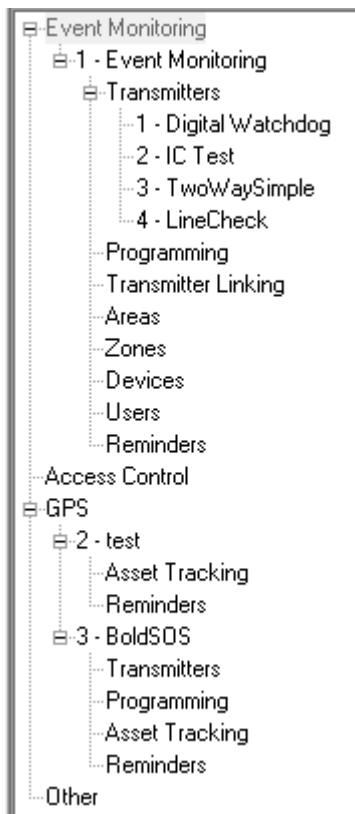 Event Monitoring
1 - Event Monitoring
Transmitters
1 - Digital Watchdog
2 - IC Test
3 - TwoWaySimple
4 - LineCheck
Programming
Transmitter Linking
Areas
Zones
Devices
Users
Reminders
Access Control
GPS
2 - test
Asset Tracking
Reminders
3 - BoldSOS
Transmitters
Programming
Asset Tracking
Reminders
Other